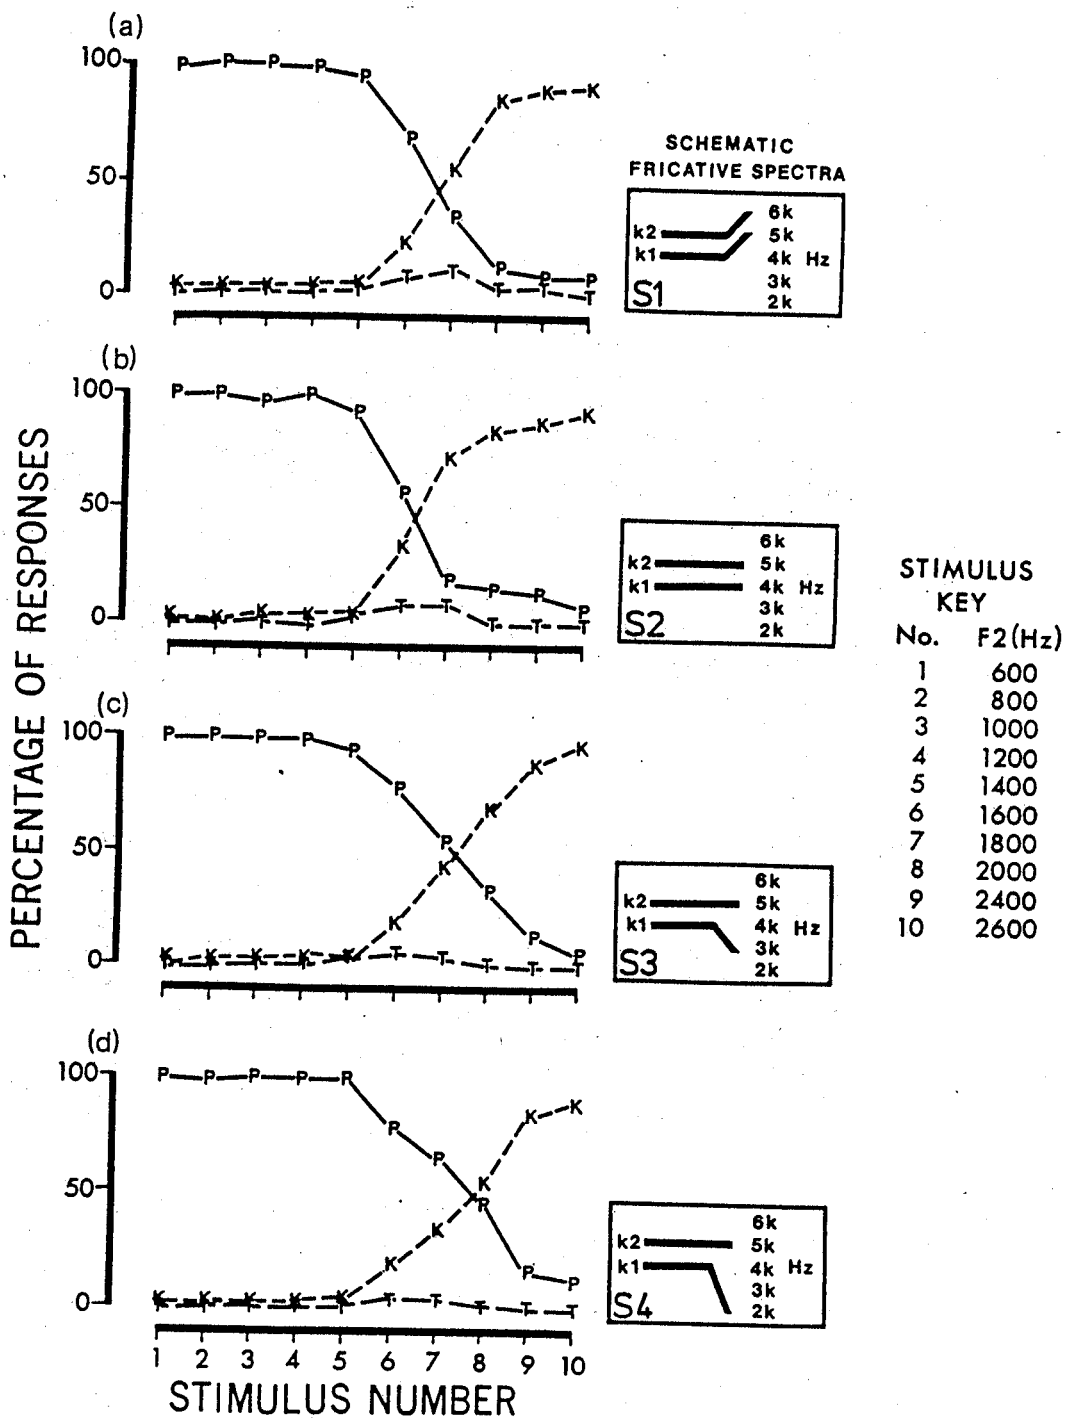 (a)
100
50
0
P P P P P P P P P P
K K K K K K K K K K
T T T T T T T T T T
SCHEMATIC
FRICATIVE SPECTRA
6k
k2 5k
k1 4k Hz
3k
S1 2k
(b)
100
50
0
P P P P P P P P P P
K K K K K K K K K K
T T T T T T T T T T
6k
k2 5k
k1 4k Hz
3k
S2 2k
(c)
100
50
0
P P P P P P P P P P
K K K K K K K K K K
T T T T T T T T T T
6k
k2 5k
k1 4k Hz
3k
S3 2k
(d)
100
50
0
P P P P P P P P P P
K K K K K K K K K K
T T T T T T T T T T
6k
k2 5k
k1 4k Hz
3k
S4 2k
1 2 3 4 5 6 7 8 9 10
STIMULUS NUMBER
PERCENTAGE OF RESPONSES
STIMULUS
KEY
No. F2(Hz)
1 600
2 800
3 1000
4 1200
5 1400
6 1600
7 1800
8 2000
9 2400
10 2600